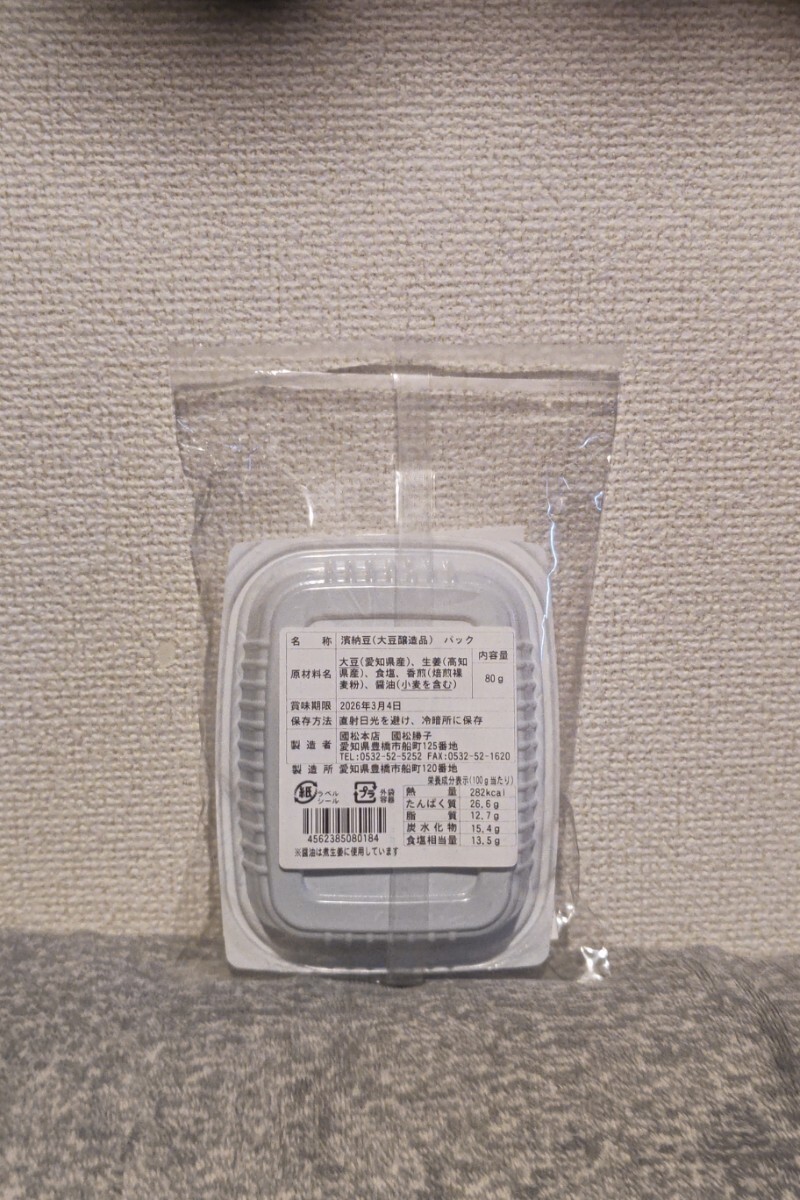 名 称 濱納豆(大豆醸造品) パック
原材料名 大豆(愛知県産)、生姜(高知
県産)、食塩、香煎(焙煎裸
麦粉)、醤油(小麦を含む)
内容量
80g
賞味期限 2026年3月4日
保存方法 直射日光を避け、冷暗所に保存
製造者 國松本店 國松勝子
愛知県豊橋市船町125番地
TEL:0532-52-5252 FAX:0532-52-1620
製造所 愛知県豊橋市船町120番地
栄養成分表示(100g当たり)
熱量 282kcal
たんぱく質 26.6g
脂質 12.7g
炭水化物 15.4g
食塩相当量 13.5g
紙 ラベル
シール
プラ 外袋
容器
4562385080184
※醤油は煮生姜に使用しています